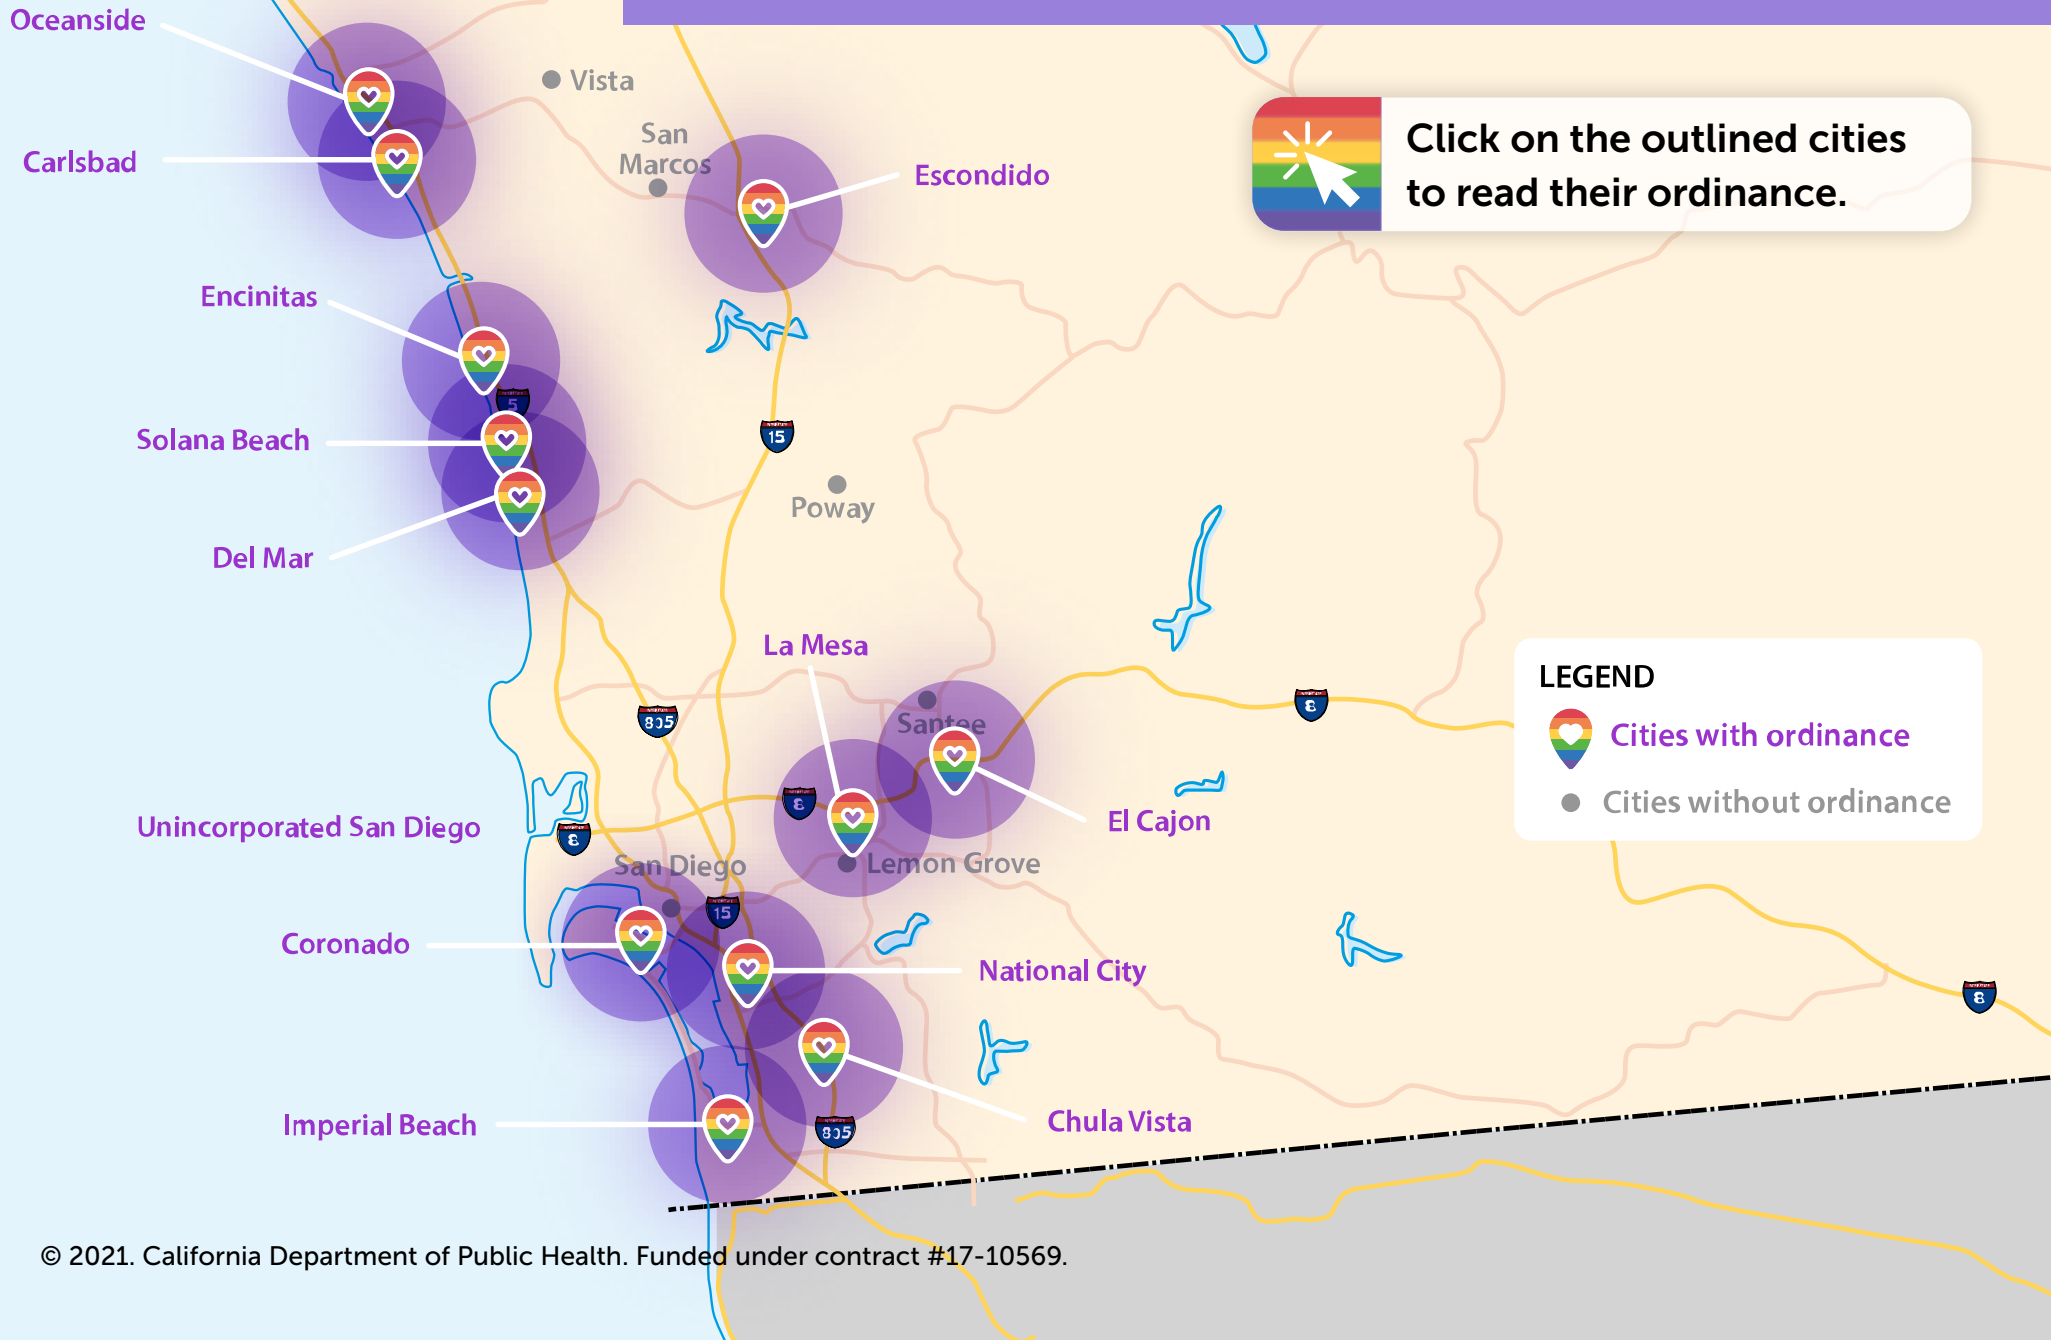 Oceanside
Vista
San
Marcos
Carlsbad
Escondido
Click on the outlined cities
to read their ordinance.
Encinitas
5
Solana Beach
15
Poway
Del Mar
La Mesa
LEGEND
Cities with ordinance
Cities without ordinance
8
805
Santee
8
El Cajon
Unincorporated San Diego
8
San Diego
Lemon Grove
15
Coronado
National City
8
Imperial Beach
Chula Vista
805
© 2021. California Department of Public Health. Funded under contract #17-10569.